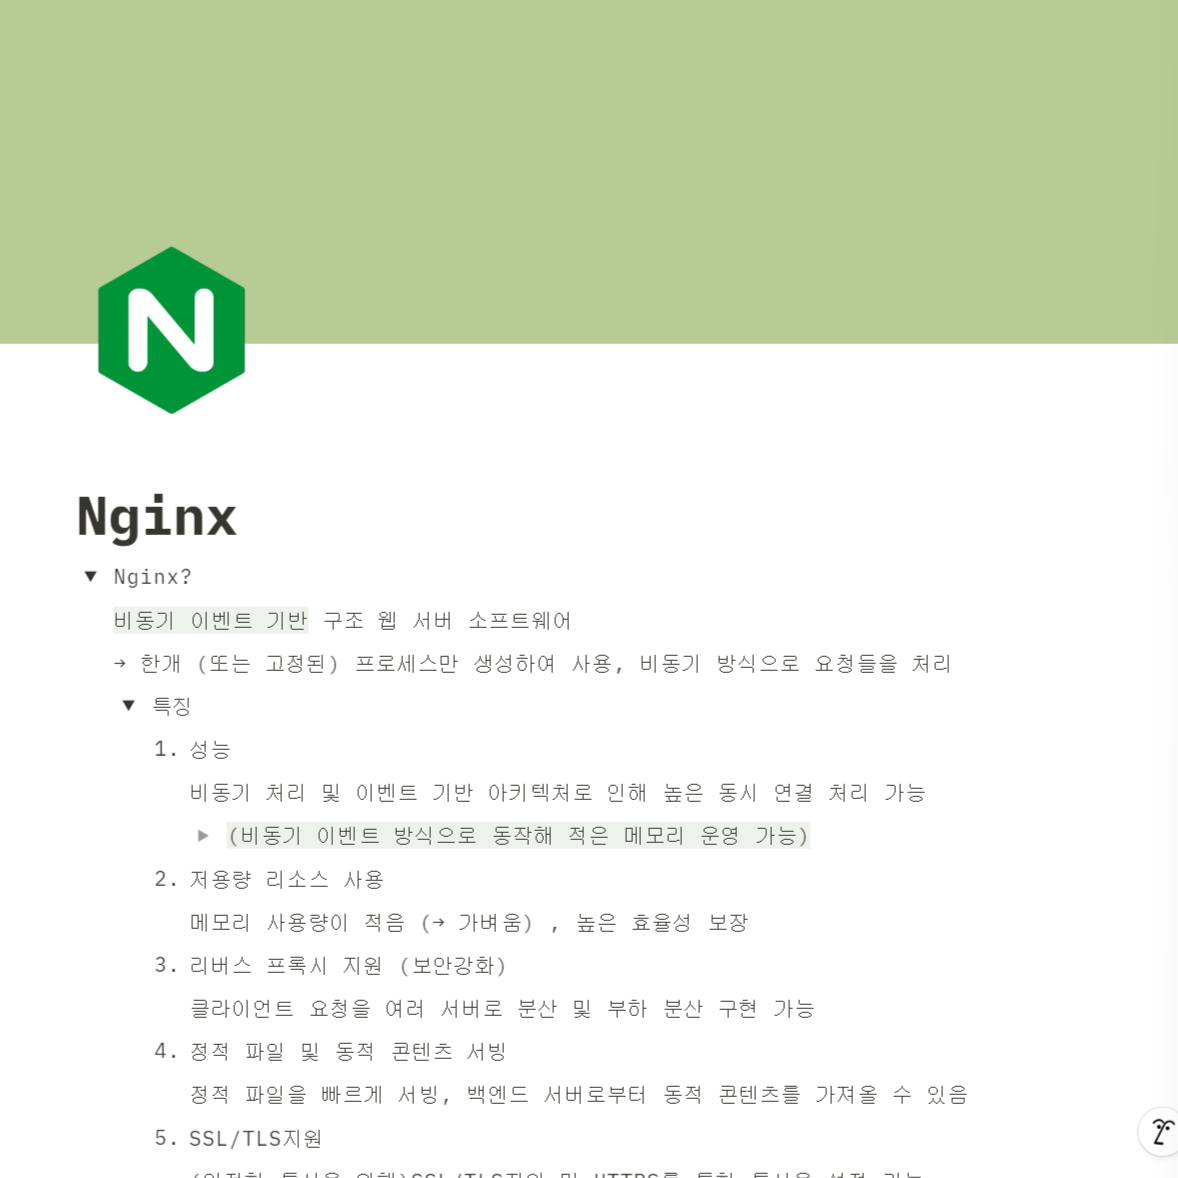 N
Nginx
Nginx?
비동기 이벤트 기반 구조 웹 서버 소프트웨어
→ 한개 (또는 고정된) 프로세스만 생성하여 사용, 비동기 방식으로 요청들을 처리
특징
1. 성능
비동기 처리 및 이벤트 기반 아키텍처로 인해 높은 동시 연결 처리 가능
(비동기 이벤트 방식으로 동작해 적은 메모리 운영 가능)
2. 저용량 리소스 사용
메모리 사용량이 적음 (→ 가벼움) , 높은 효율성 보장
3. 리버스 프록시 지원 (보안강화)
클라이언트 요청을 여러 서버로 분산 및 부하 분산 구현 가능
4. 정적 파일 및 동적 콘텐츠 서빙
정적 파일을 빠르게 서빙, 백엔드 서버로부터 동적 콘텐츠를 가져올 수 있음
5. SSL/TLS지원